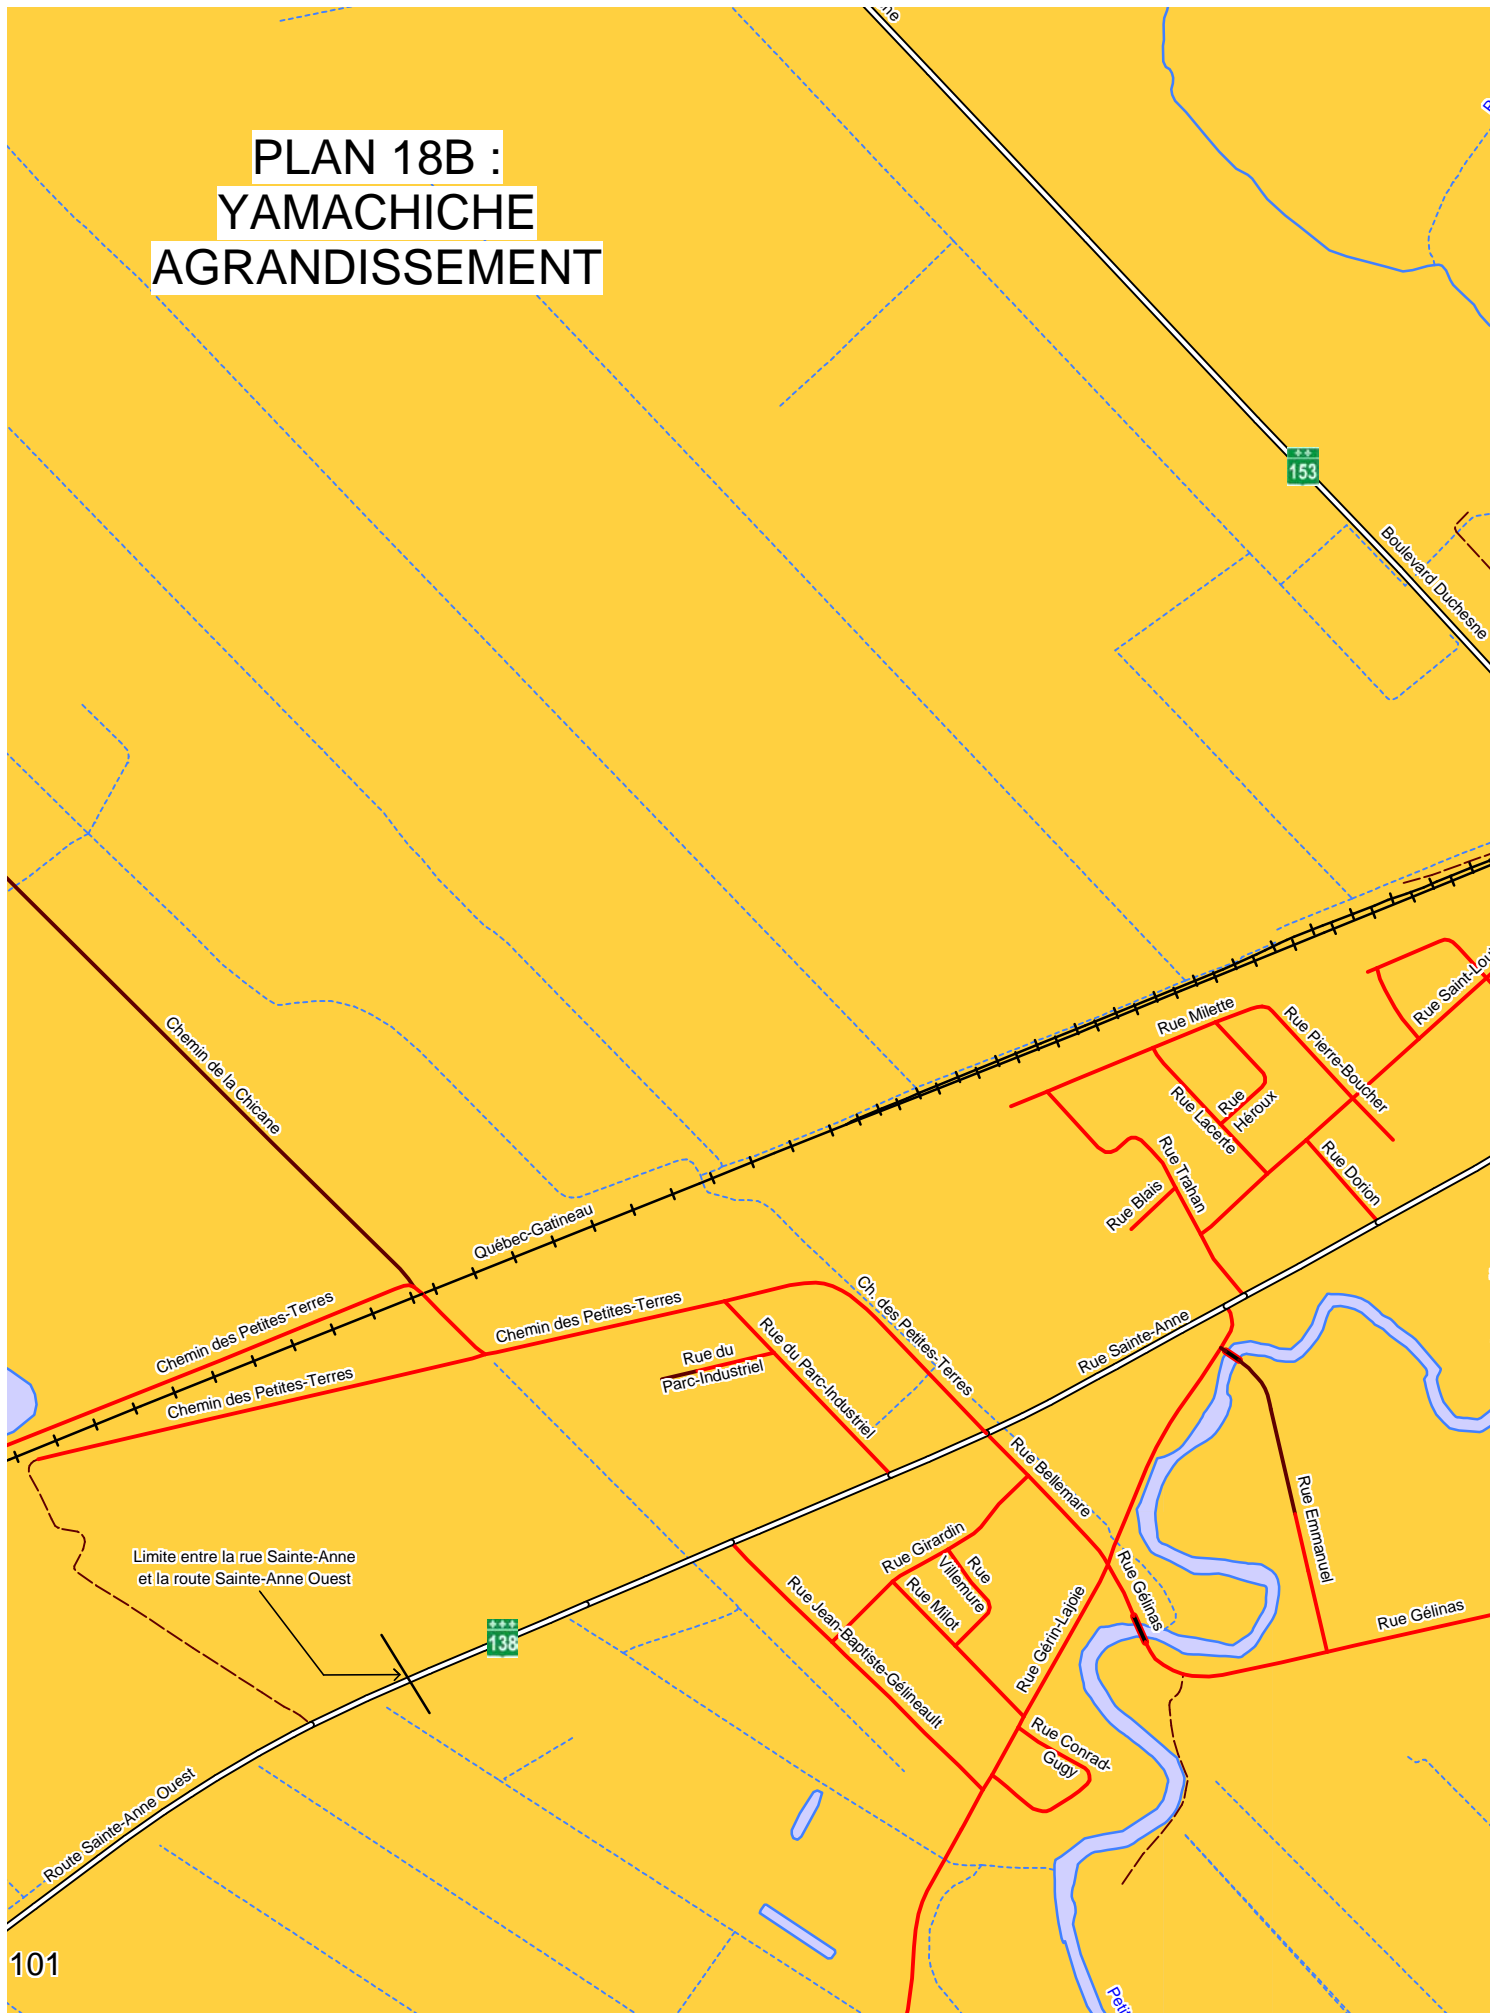 PLAN 18B :
YAMACHICHE
AGRANDISSEMENT
153
Boulevard Duchesne
Chemin de la Chicane
Québec-Gatineau
Rue Milette
Rue Pierre-Boucher
Rue Lacerte
Rue
Héroux
Rue Trahan
Rue Blais
Rue Dorion
Chemin des Petites-Terres
Chemin des Petites-Terres
Chemin des Petites-Terres
Ch. des Petites-Terres
Rue du
Parc-Industriel
Rue du Parc-Industriel
Rue Sainte-Anne
Rue Bellemare
Rue Emmanuel
Rue Gélinas
Rue Gélinas
Rue Girardin
Rue
Villemure
Rue Milot
Rue Gérin-Lajoie
Rue Jean-Baptiste-Gélineault
Rue Conrad-
Gugy
Limite entre la rue Sainte-Anne
et la route Sainte-Anne Ouest
138
Route Sainte-Anne Ouest
101